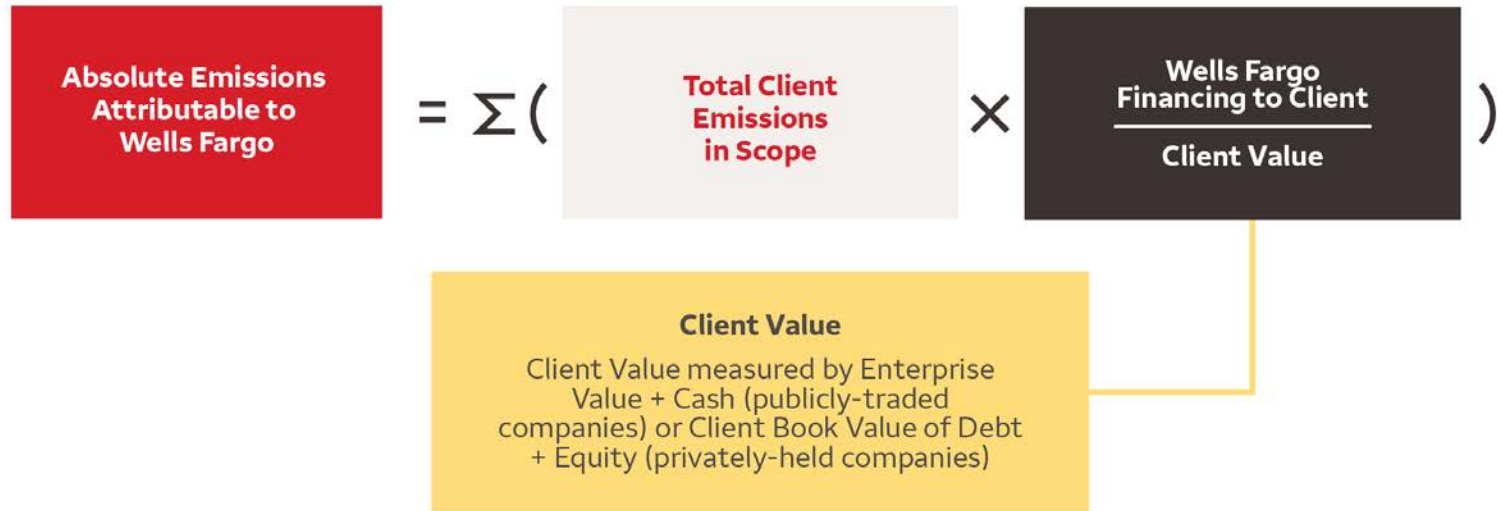 Absolute Emissions
Attributable to
Wells Fargo
= Σ (
Total Client
Emissions
in Scope
×
Wells Fargo
Financing to Client
Client Value
)
Client Value
Client Value measured by Enterprise
Value + Cash (publicly-traded
companies) or Client Book Value of Debt
+ Equity (privately-held companies)